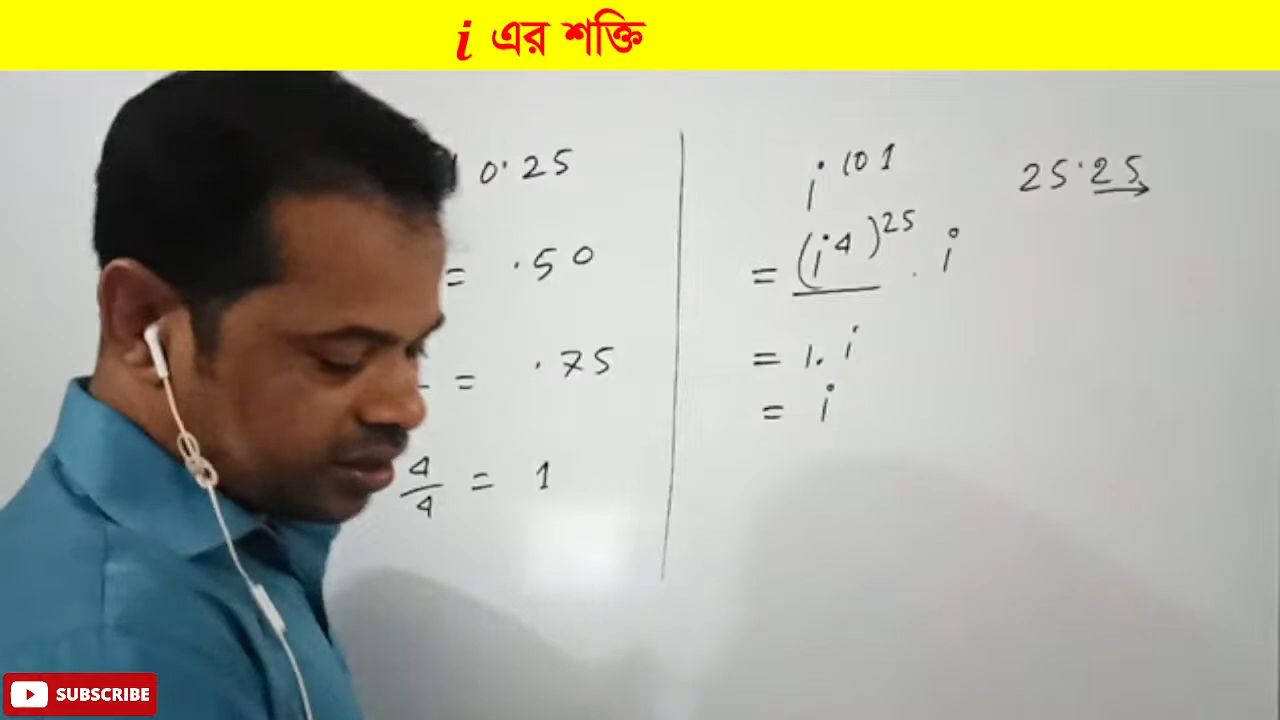 i এর শক্তি
0.25
= .50
= .75
4/4 = 1
i^101
25.25
= (i^4)^25 . i
= 1. i
= i
SUBSCRIBE